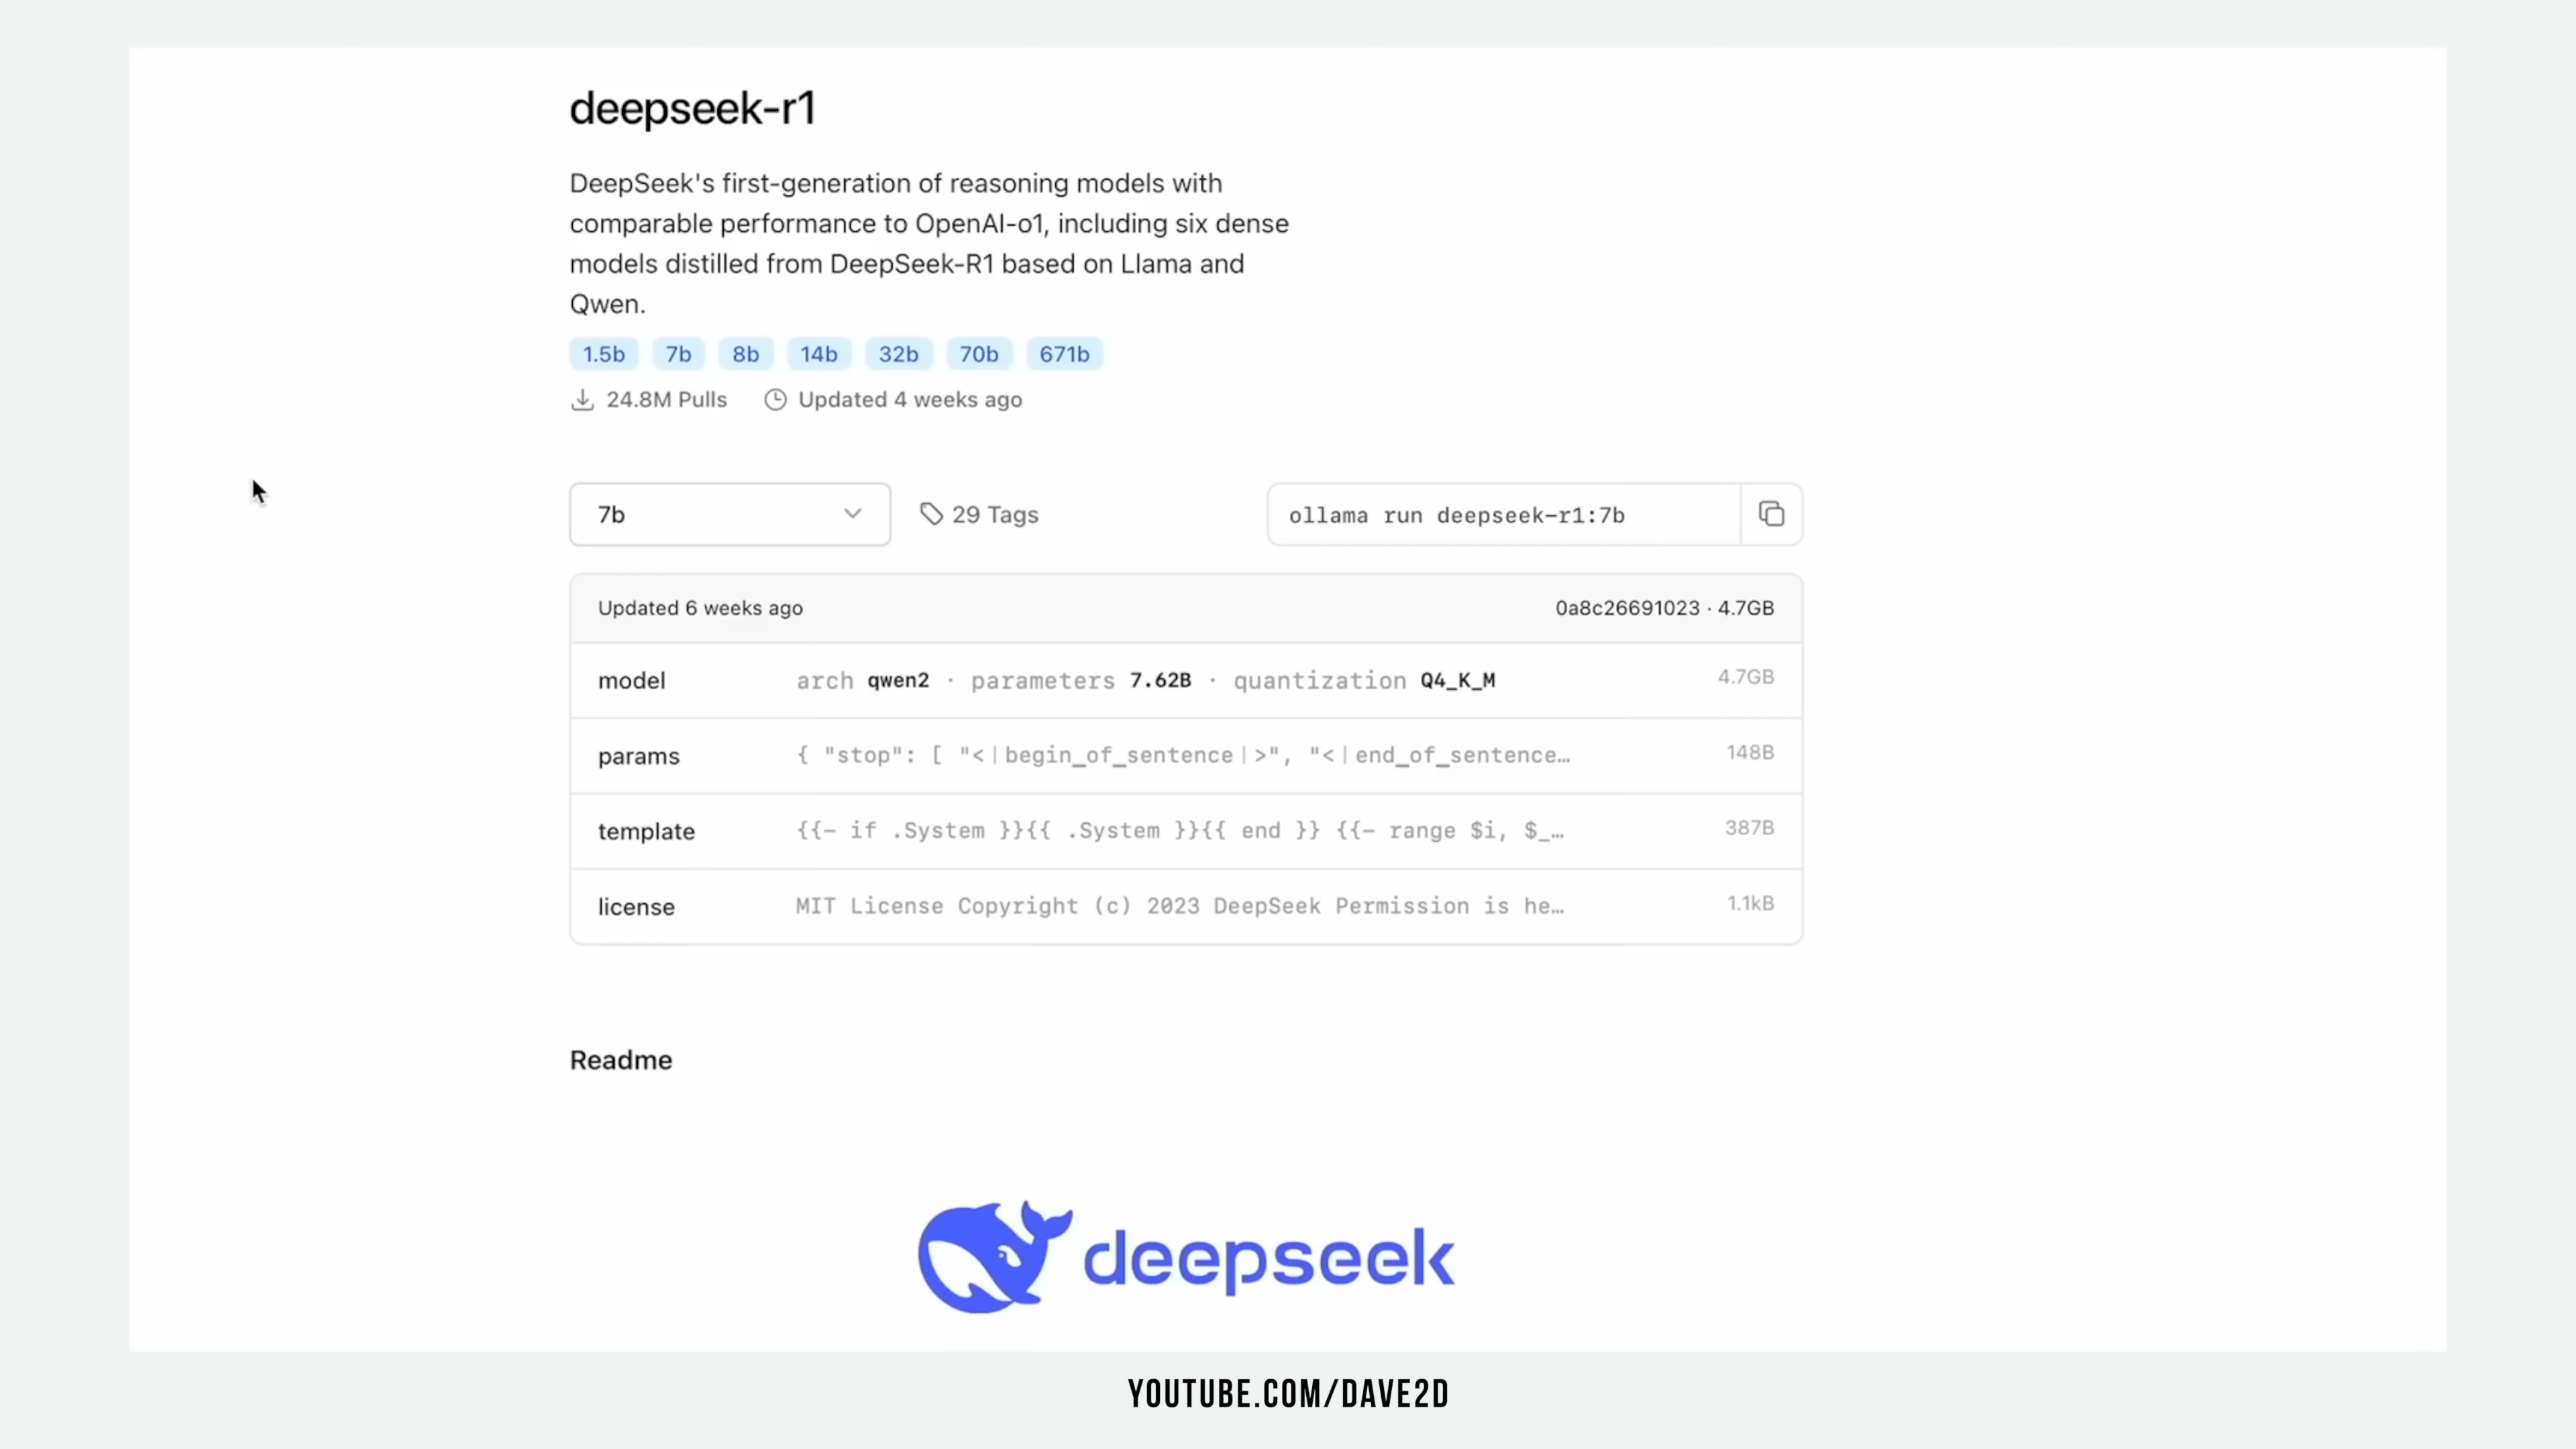 deepseek-r1
DeepSeek's first-generation of reasoning models with
comparable performance to OpenAI-o1, including six dense
models distilled from DeepSeek-R1 based on Llama and
Qwen.
1.5b 7b 8b 14b 32b 70b 671b
24.8M Pulls Updated 4 weeks ago
7b 29 Tags ollama run deepseek-r1:7b
Updated 6 weeks ago 0a8c26691023 · 4.7GB
model arch qwen2 · parameters 7.62B · quantization Q4_K_M 4.7GB
params { "stop": [ "<|begin_of_sentence|>", "<|end_of_sentence… 148B
template {{- if .System }}{{ .System }}{{ end }} {{- range $i, $_… 387B
license MIT License Copyright (c) 2023 DeepSeek Permission is he… 1.1kB
Readme
deepseek
YOUTUBE.COM/DAVE2D